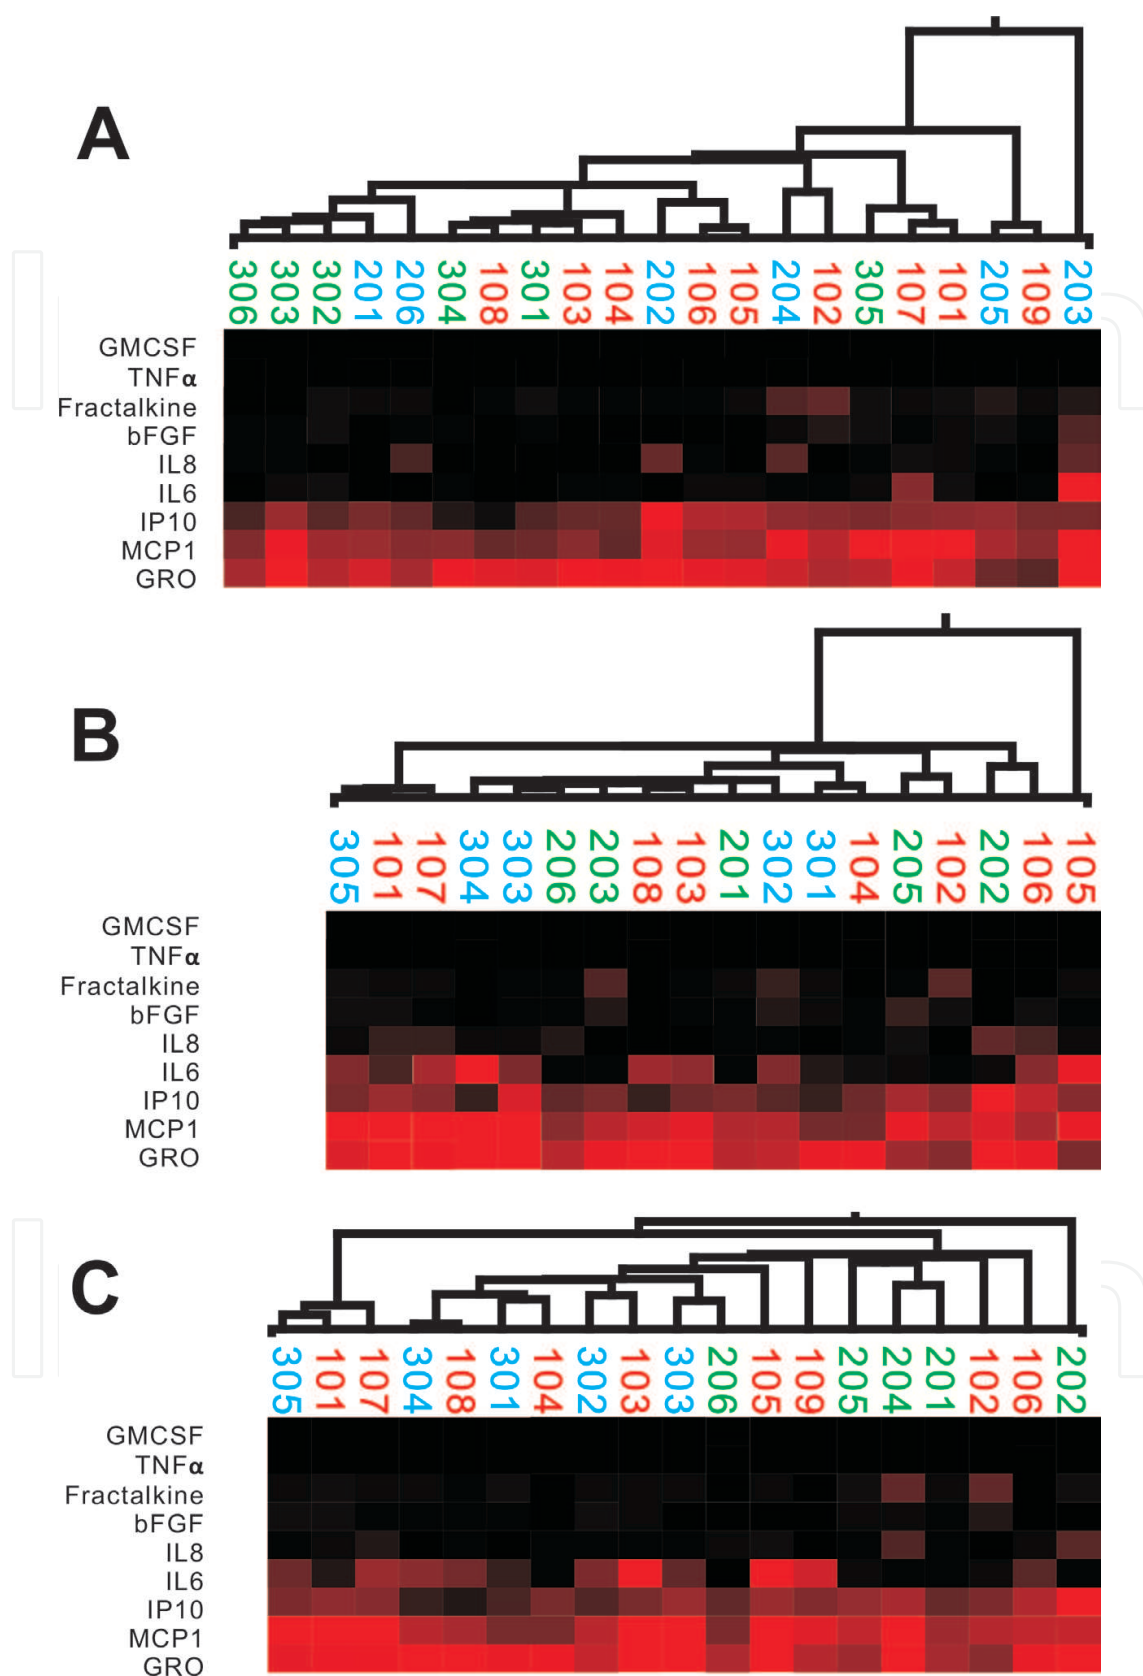 A
306 303 302 201 206 304 108 301 103 104 202 106 105 204 102 305 107 101 205 109 203
GMCSF
TNFα
Fractalkine
bFGF
IL8
IL6
IP10
MCP1
GRO
B
305 101 107 304 303 206 203 108 103 201 302 301 104 205 102 202 106 105
GMCSF
TNFα
Fractalkine
bFGF
IL8
IL6
IP10
MCP1
GRO
C
305 101 107 304 108 301 104 302 103 303 206 105 109 205 204 201 102 106 202
GMCSF
TNFα
Fractalkine
bFGF
IL8
IL6
IP10
MCP1
GRO